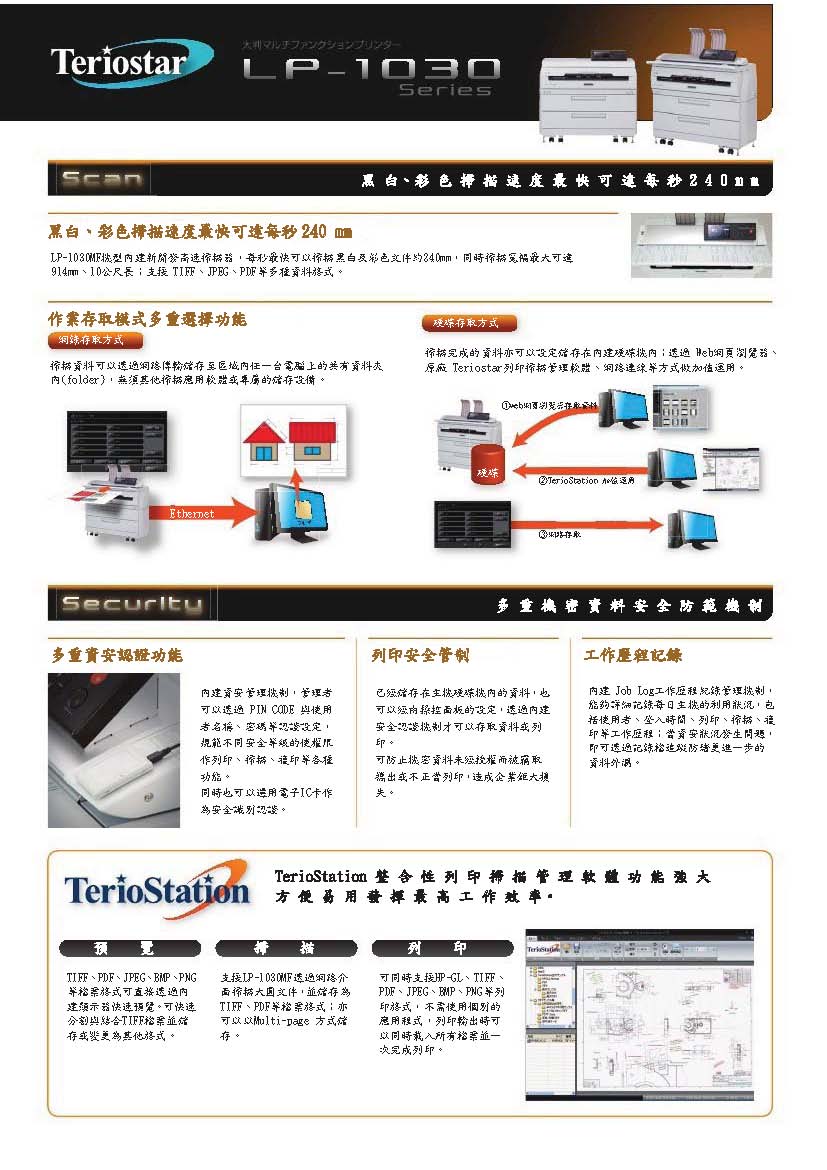 Teriostar
大判マルチファンクションプリンター
LP-1030
Series
Scan
黑白、彩色掃描速度最快可達每秒240mm
黑白、彩色掃描速度最快可達每秒240 mm
LP-1030MF機型內建新開發高速掃描器，每秒最快可以掃描黑白及彩色文件約240mm，同時掃描寬幅最大可達
914mm、10公尺長；支援 TIFF、JPEG、PDF等多種資料格式。
作業存取模式多重選擇功能
網路存取方式
掃描資料可以透過網路傳輸儲存至區域內任一台電腦上的共有資料夾
內(folder)，無須其他掃描應用軟體或專屬的儲存設備。
Ethernet
硬碟存取方式
掃描完成的資料亦可以設定儲存在內建硬碟機內；透過 Web網頁瀏覽器、
原廠 Teriostar列印掃描管理軟體、網路連線等方式做加值運用。
①web網頁瀏覽器存取資料
硬碟
②TerioStation 加值運用
③網路存取
Security
多重機密資料安全防範機制
多重資安認證功能
內建資安管理機制，管理者
可以透過 PIN CODE 與使用
者名稱、密碼等認證設定，
規範不同安全等級的使權限
作列印、掃描、複印等各種
功能。
同時也可以選用電子IC卡作
為安全識別認證。
列印安全管制
已經儲存在主機硬碟機內的資料，也
可以經由操控面板的設定，透過內建
安全認證機制才可以存取資料或列
印。
可防止機密資料未經授權而被竊取
攜出或不正當列印，造成企業鉅大損
失。
工作歷程記錄
內建 Job Log工作歷程紀錄管理機制，
能夠詳細記錄每日主機的利用狀況，包
括使用者、登入時間、列印、掃描、複
印等工作歷程；當資安狀況發生問題，
即可透過記錄檔追蹤防堵更進一步的
資料外漏。
TerioStation
TerioStation 整合性列印掃描管理軟體功能強大
方便易用發揮最高工作效率。
預 覽
TIFF、PDF、JPEG、BMP、PNG
等檔案格式可直接透過內
建顯示器快速預覽。可快速
分割與結合TIFF檔案並儲
存或變更為其他格式。
掃 描
支援LP-1030MF透過網路介
面掃描大圖文件，並儲存為
TIFF、PDF等檔案格式；亦
可以以Multi-page 方式儲
存。
列 印
可同時支援HP-GL、TIFF、
PDF、JPEG、BMP、PNG等列
印格式，不需使用個別的
應用程式，列印輸出時可
以同時載入所有檔案並一
次完成列印。
TerioStation